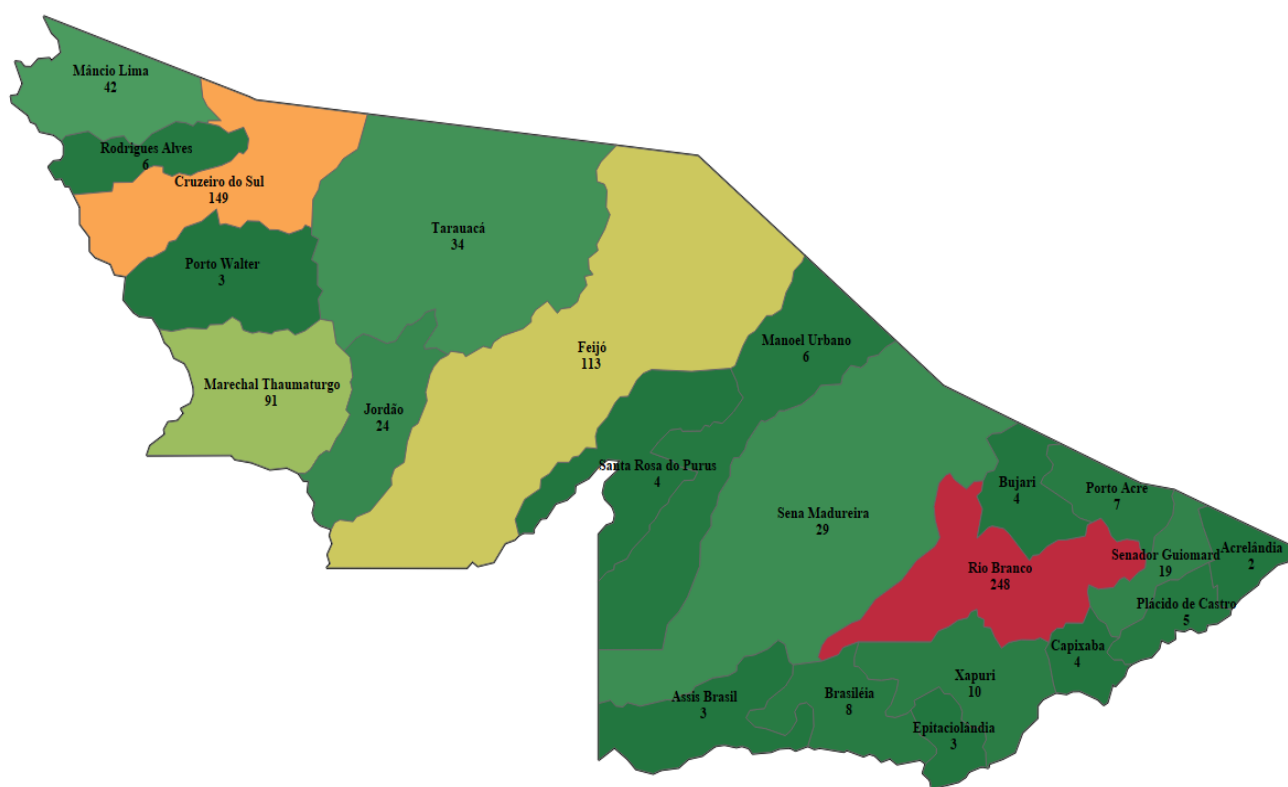 Mâncio Lima
42
Rodrigues Alves
6
Cruzeiro do Sul
149
Tarauacá
34
Porto Walter
3
Feijó
113
Manoel Urbano
6
Marechal Thaumaturgo
91
Jordão
24
Santa Rosa do Purus
4
Sena Madureira
29
Bujari
4
Porto Acre
7
Senador Guiomard
19
Acrelândia
2
Rio Branco
248
Plácido de Castro
5
Capixaba
4
Xapuri
10
Assis Brasil
3
Brasiléia
8
Epitaciolândia
3